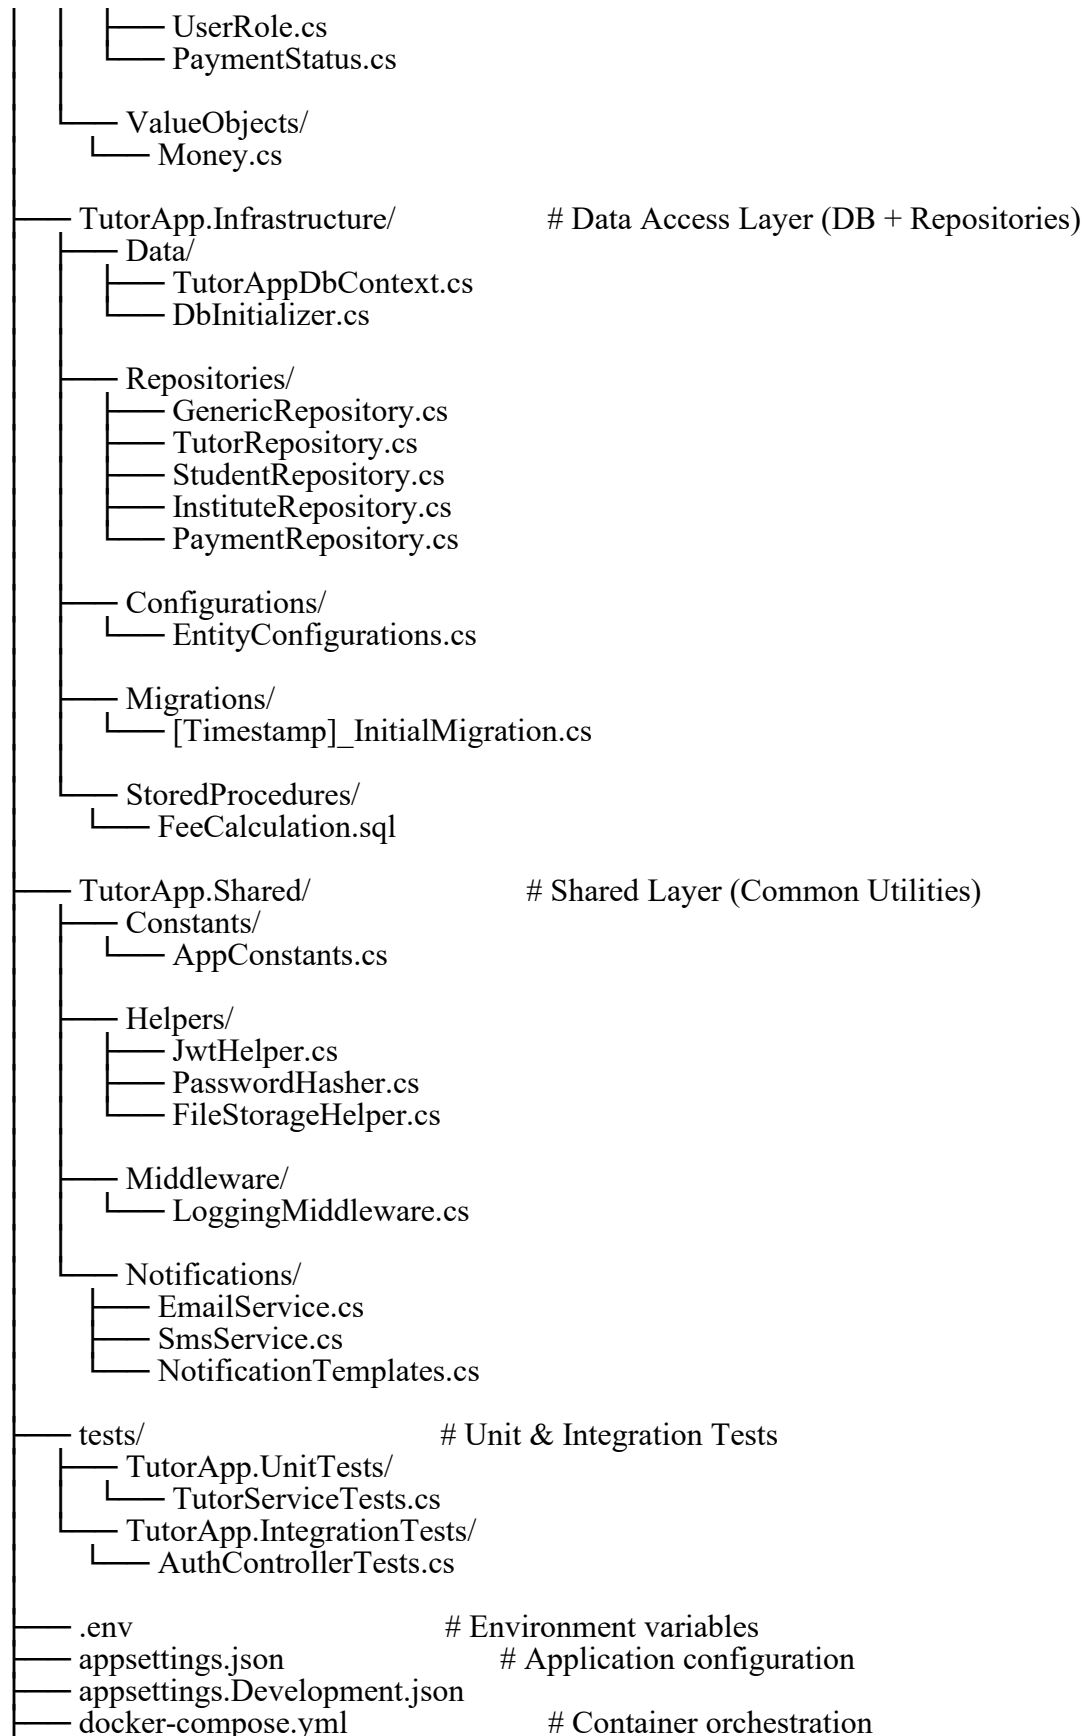 UserRole.cs
PaymentStatus.cs
ValueObjects/
Money.cs
TutorApp.Infrastructure/ # Data Access Layer (DB + Repositories)
Data/
TutorAppDbContext.cs
DbInitializer.cs
Repositories/
GenericRepository.cs
TutorRepository.cs
StudentRepository.cs
InstituteRepository.cs
PaymentRepository.cs
Configurations/
EntityConfigurations.cs
Migrations/
[Timestamp]_InitialMigration.cs
StoredProcedures/
FeeCalculation.sql
TutorApp.Shared/ # Shared Layer (Common Utilities)
Constants/
AppConstants.cs
Helpers/
JwtHelper.cs
PasswordHasher.cs
FileStorageHelper.cs
Middleware/
LoggingMiddleware.cs
Notifications/
EmailService.cs
SmsService.cs
NotificationTemplates.cs
tests/ # Unit & Integration Tests
TutorApp.UnitTests/
TutorServiceTests.cs
TutorApp.IntegrationTests/
AuthControllerTests.cs
.env # Environment variables
appsettings.json # Application configuration
appsettings.Development.json
docker-compose.yml # Container orchestration